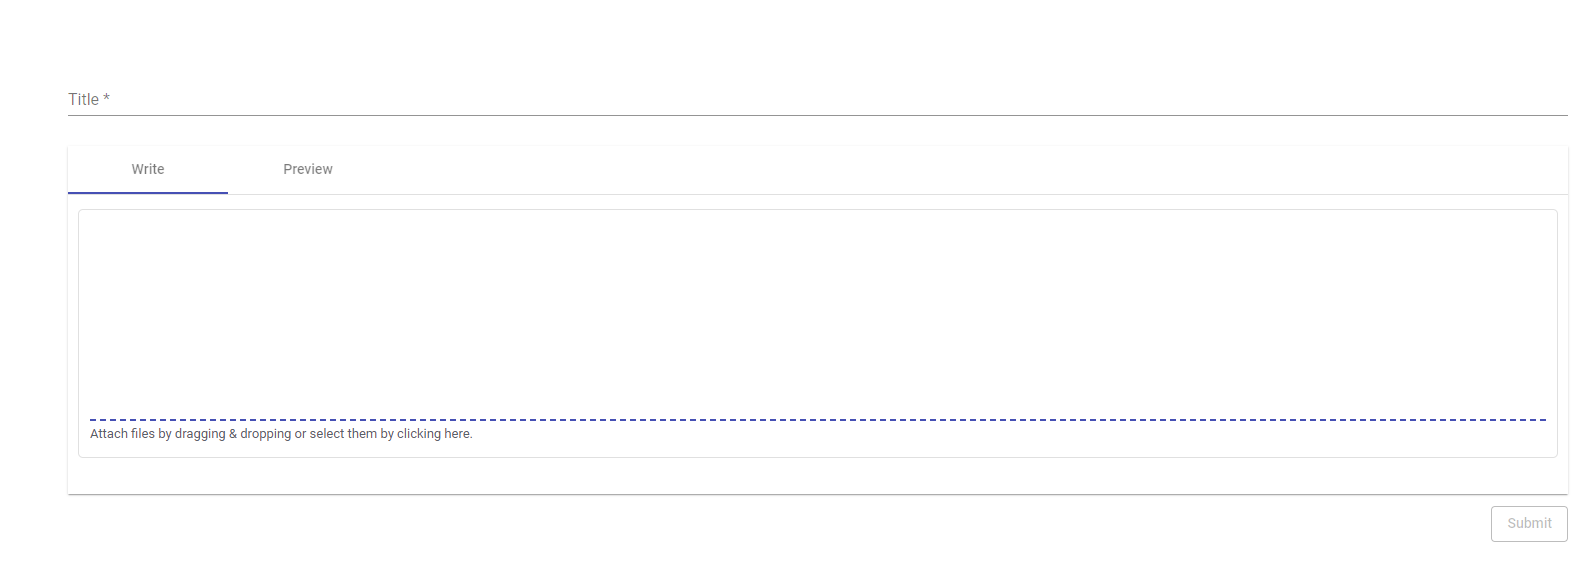 Title *
Write Preview
Attach files by dragging & dropping or select them by clicking here.
Submit